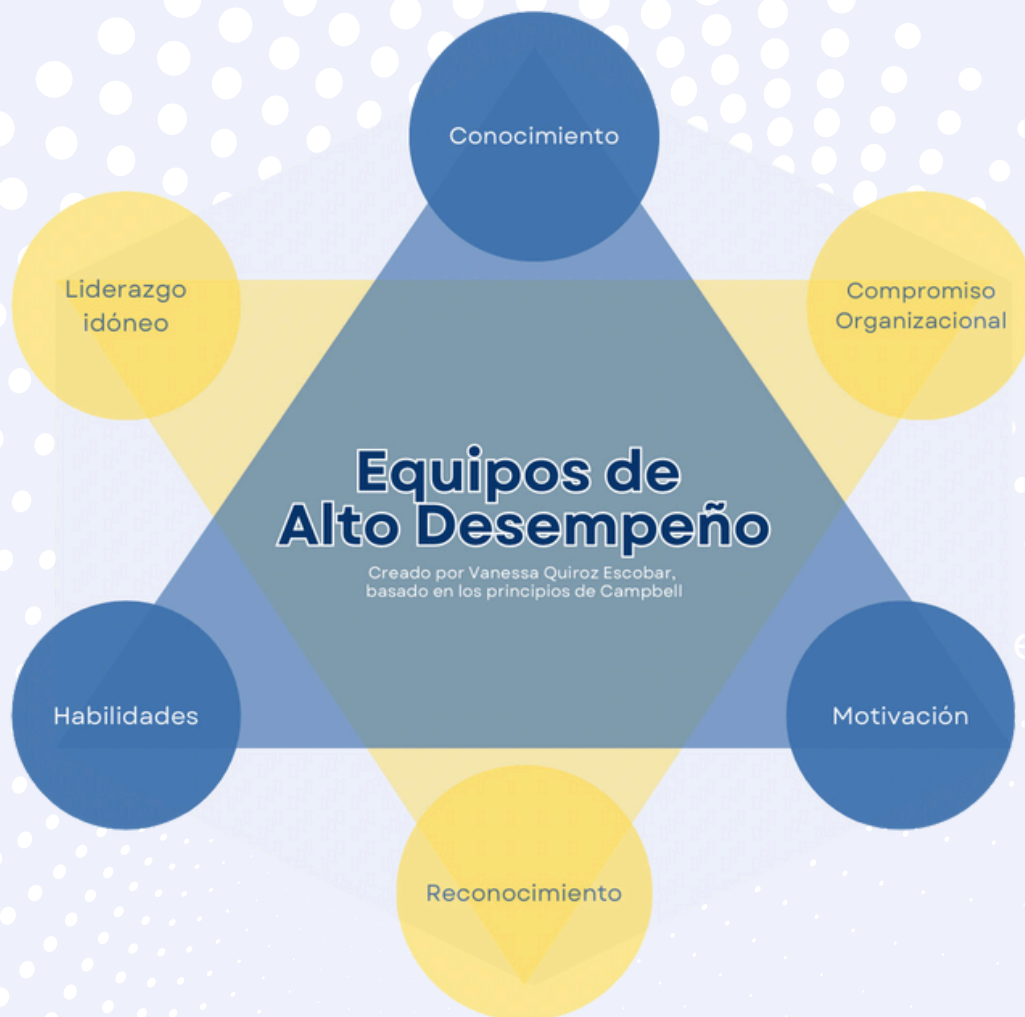 Conocimiento
Liderazgo
idóneo
Compromiso
Organizacional
Equipos de
Alto Desempeño
Creado por Vanessa Quiroz Escobar,
basado en los principios de Campbell
Habilidades
Motivación
Reconocimiento